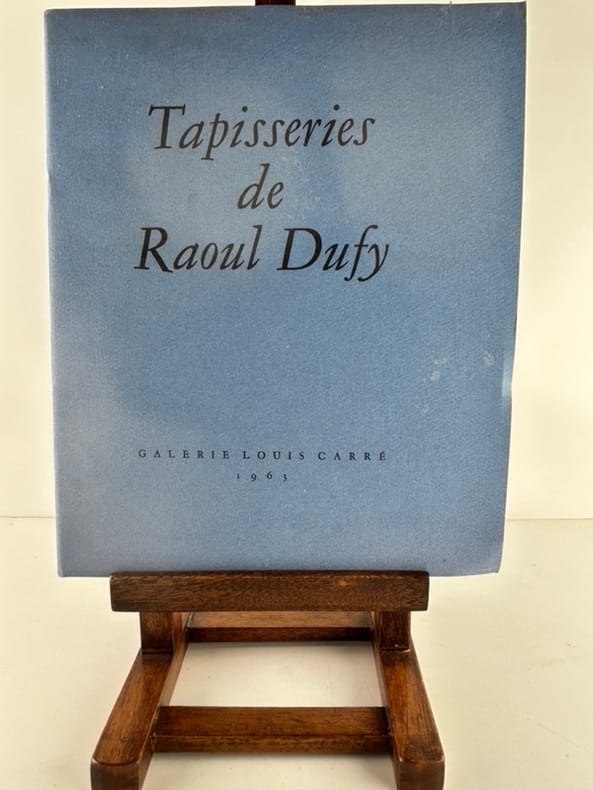 Tapisseries
de
Raoul Dufy
GALERIE LOUIS CARRÉ
1963